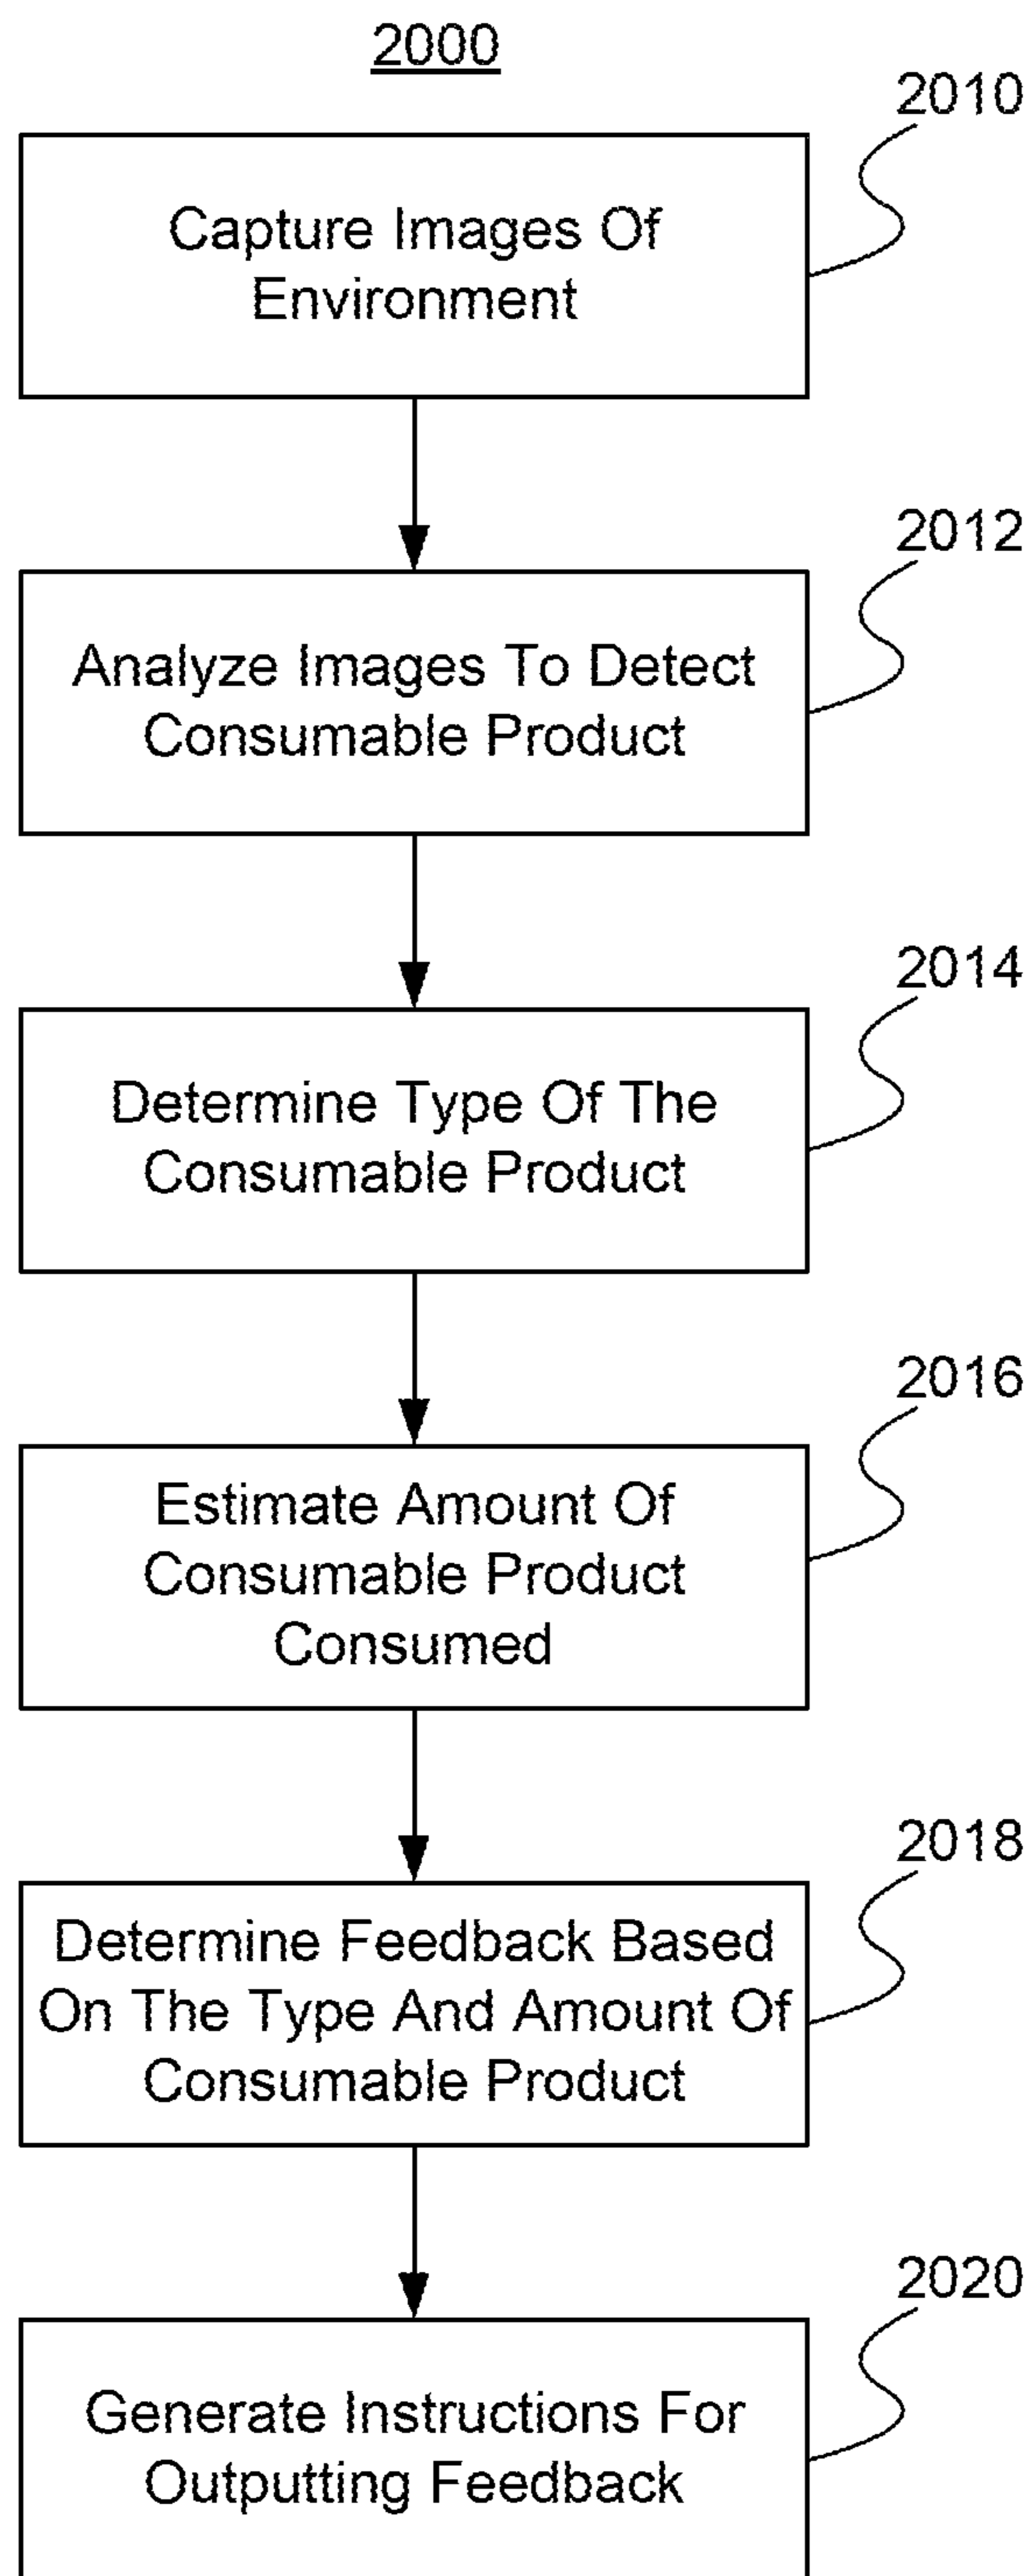 2000
2010
Capture Images Of
Environment
2012
Analyze Images To Detect
Consumable Product
2014
Determine Type Of The
Consumable Product
2016
Estimate Amount Of
Consumable Product
Consumed
2018
Determine Feedback Based
On The Type And Amount Of
Consumable Product
2020
Generate Instructions For
Outputting Feedback